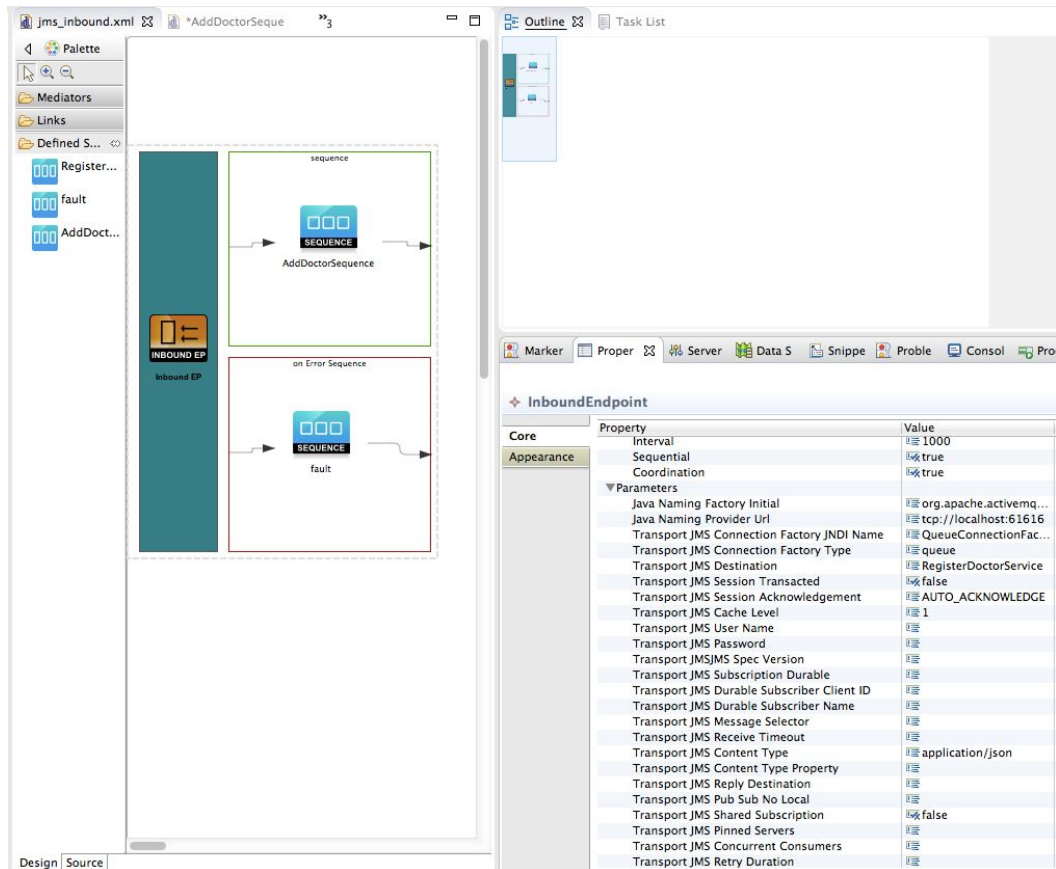 jms_inbound.xml
*AddDoctorSeque
»3
Palette
Mediators
Links
Defined S...
Register...
fault
AddDoct...
sequence
SEQUENCE
AddDoctorSequence
INBOUND EP
Inbound EP
on Error Sequence
SEQUENCE
fault
Design Source
Outline
Task List
Marker Proper Server Data S Snippe Proble Consol Pro
InboundEndpoint
Core
Appearance
Property Value
Interval 1000
Sequential true
Coordination true
Parameters
Java Naming Factory Initial org.apache.activemq...
Java Naming Provider Url tcp://localhost:61616
Transport JMS Connection Factory JNDI Name QueueConnectionFac...
Transport JMS Connection Factory Type queue
Transport JMS Destination RegisterDoctorService
Transport JMS Session Transacted false
Transport JMS Session Acknowledgement AUTO_ACKNOWLEDGE
Transport JMS Cache Level 1
Transport JMS User Name
Transport JMS Password
Transport JMSJMS Spec Version
Transport JMS Subscription Durable
Transport JMS Durable Subscriber Client ID
Transport JMS Durable Subscriber Name
Transport JMS Message Selector
Transport JMS Receive Timeout
Transport JMS Content Type application/json
Transport JMS Content Type Property
Transport JMS Reply Destination
Transport JMS Pub Sub No Local
Transport JMS Shared Subscription false
Transport JMS Pinned Servers
Transport JMS Concurrent Consumers
Transport JMS Retry Duration